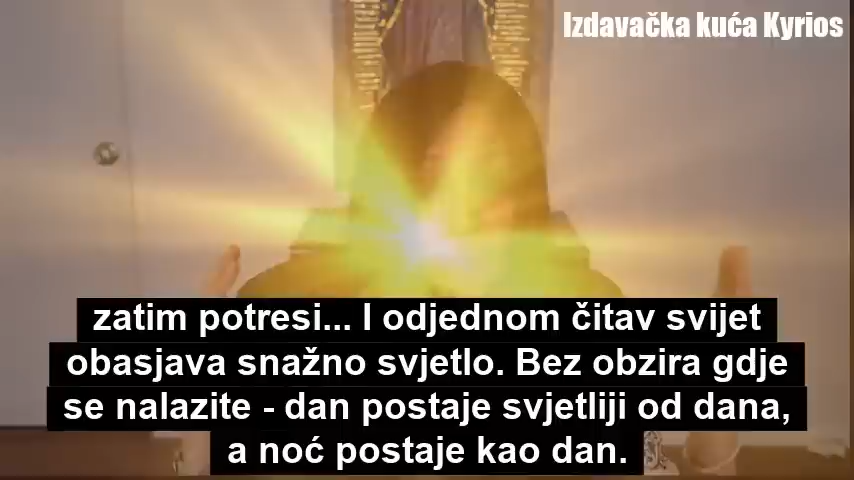 Izdavačka kuća Kyrios
zatim potresi... I odjednom čitav svijet
obasjava snažno svjetlo. Bez obzira gdje
se nalazite - dan postaje svjetliji od dana,
a noć postaje kao dan.